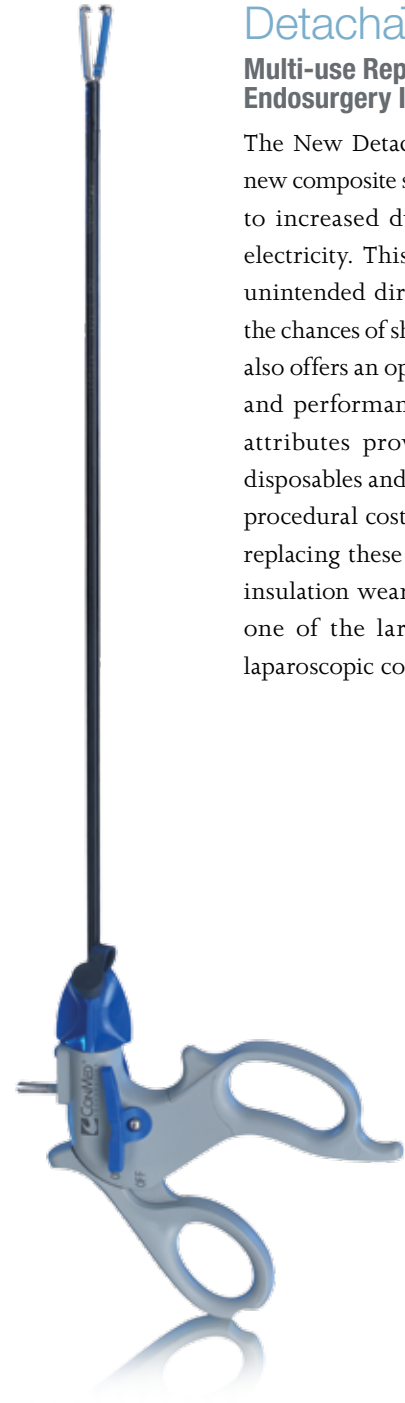 Detacha
Multi-use Rep
Endosurgery I
The New Detac
new composite s
to increased du
electricity. This
unintended dir
the chances of sh
also offers an op
and performan
attributes prov
disposables and
procedural cost
replacing these
insulation wear
one of the lar
laparoscopic co
CONMED
OFF